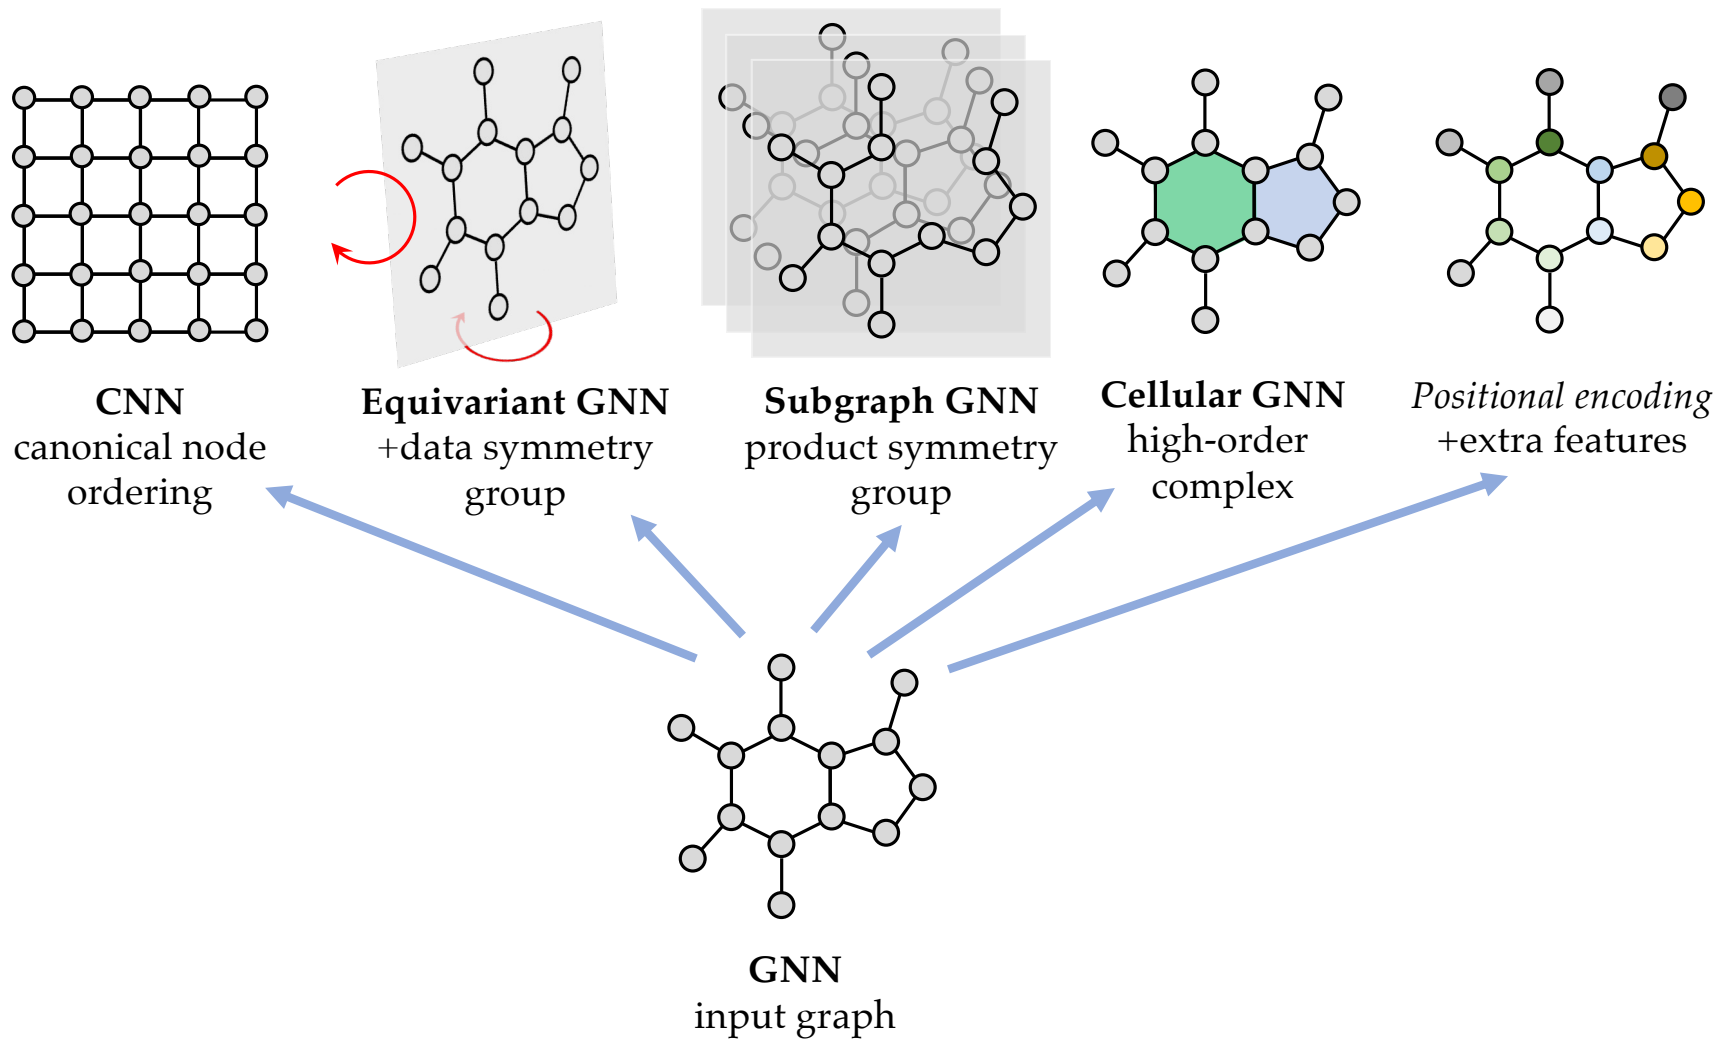 CNN
canonical node
ordering
Equivariant GNN
+data symmetry
group
Subgraph GNN
product symmetry
group
Cellular GNN
high-order
complex
Positional encoding
+extra features
GNN
input graph